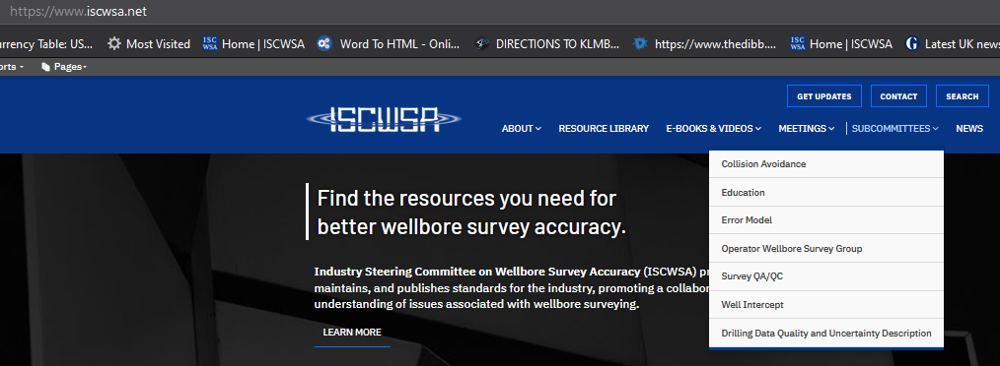 https://www.iscwsa.net
urrency Table: US... Most Visited ISC WSA Home | ISCWSA Word To HTML - Onli... DIRECTIONS TO KLMB... https://www.thedibb.... ISC WSA Home | ISCWSA G Latest UK news
orts Pages
GET UPDATES CONTACT SEARCH
ISCWSA
ABOUT RESOURCE LIBRARY E-BOOKS & VIDEOS MEETINGS SUBCOMMITTEES NEWS
Collision Avoidance
Education
Error Model
Operator Wellbore Survey Group
Survey QA/QC
Well Intercept
Drilling Data Quality and Uncertainty Description
Find the resources you need for
better wellbore survey accuracy.
Industry Steering Committee on Wellbore Survey Accuracy (ISCWSA) p
maintains, and publishes standards for the industry, promoting a collabo
understanding of issues associated with wellbore surveying.
LEARN MORE